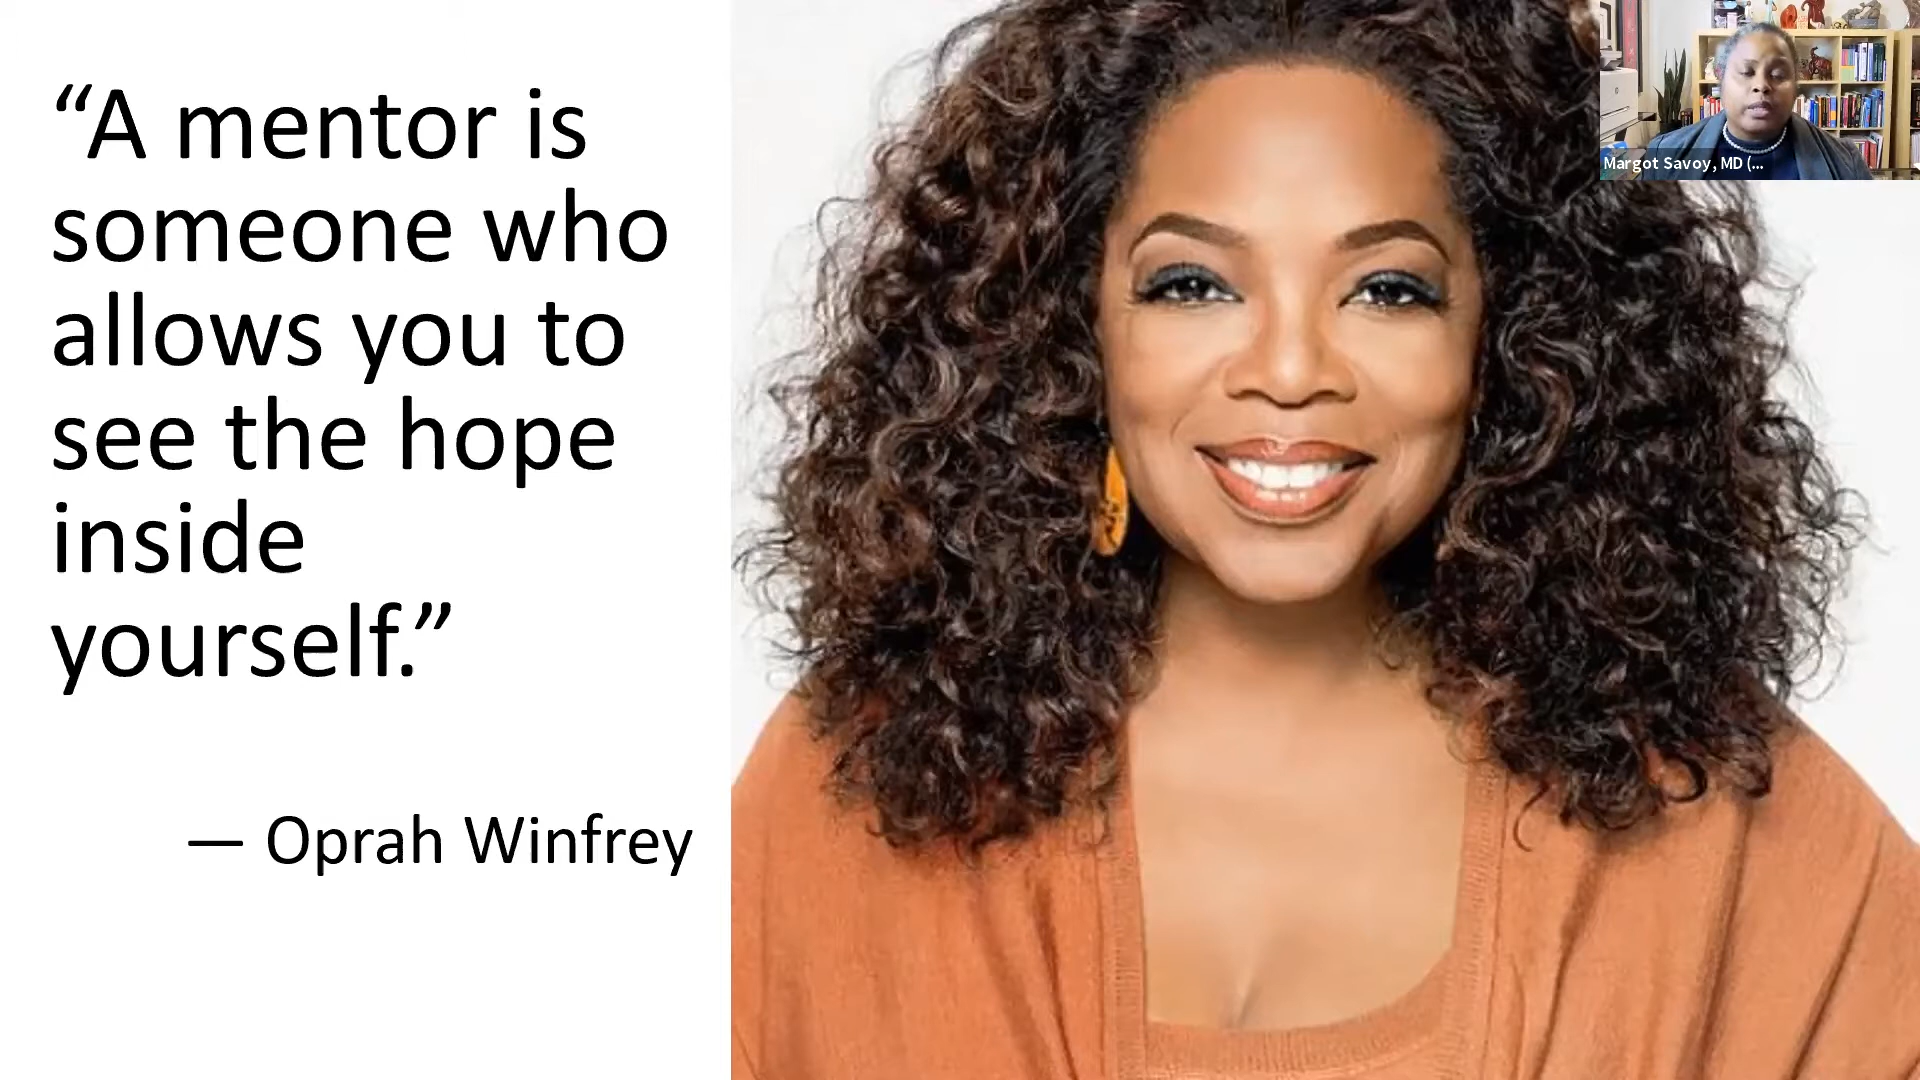 “A mentor is
someone who
allows you to
see the hope
inside
yourself.”
— Oprah Winfrey
Margot Savoy, MD (...